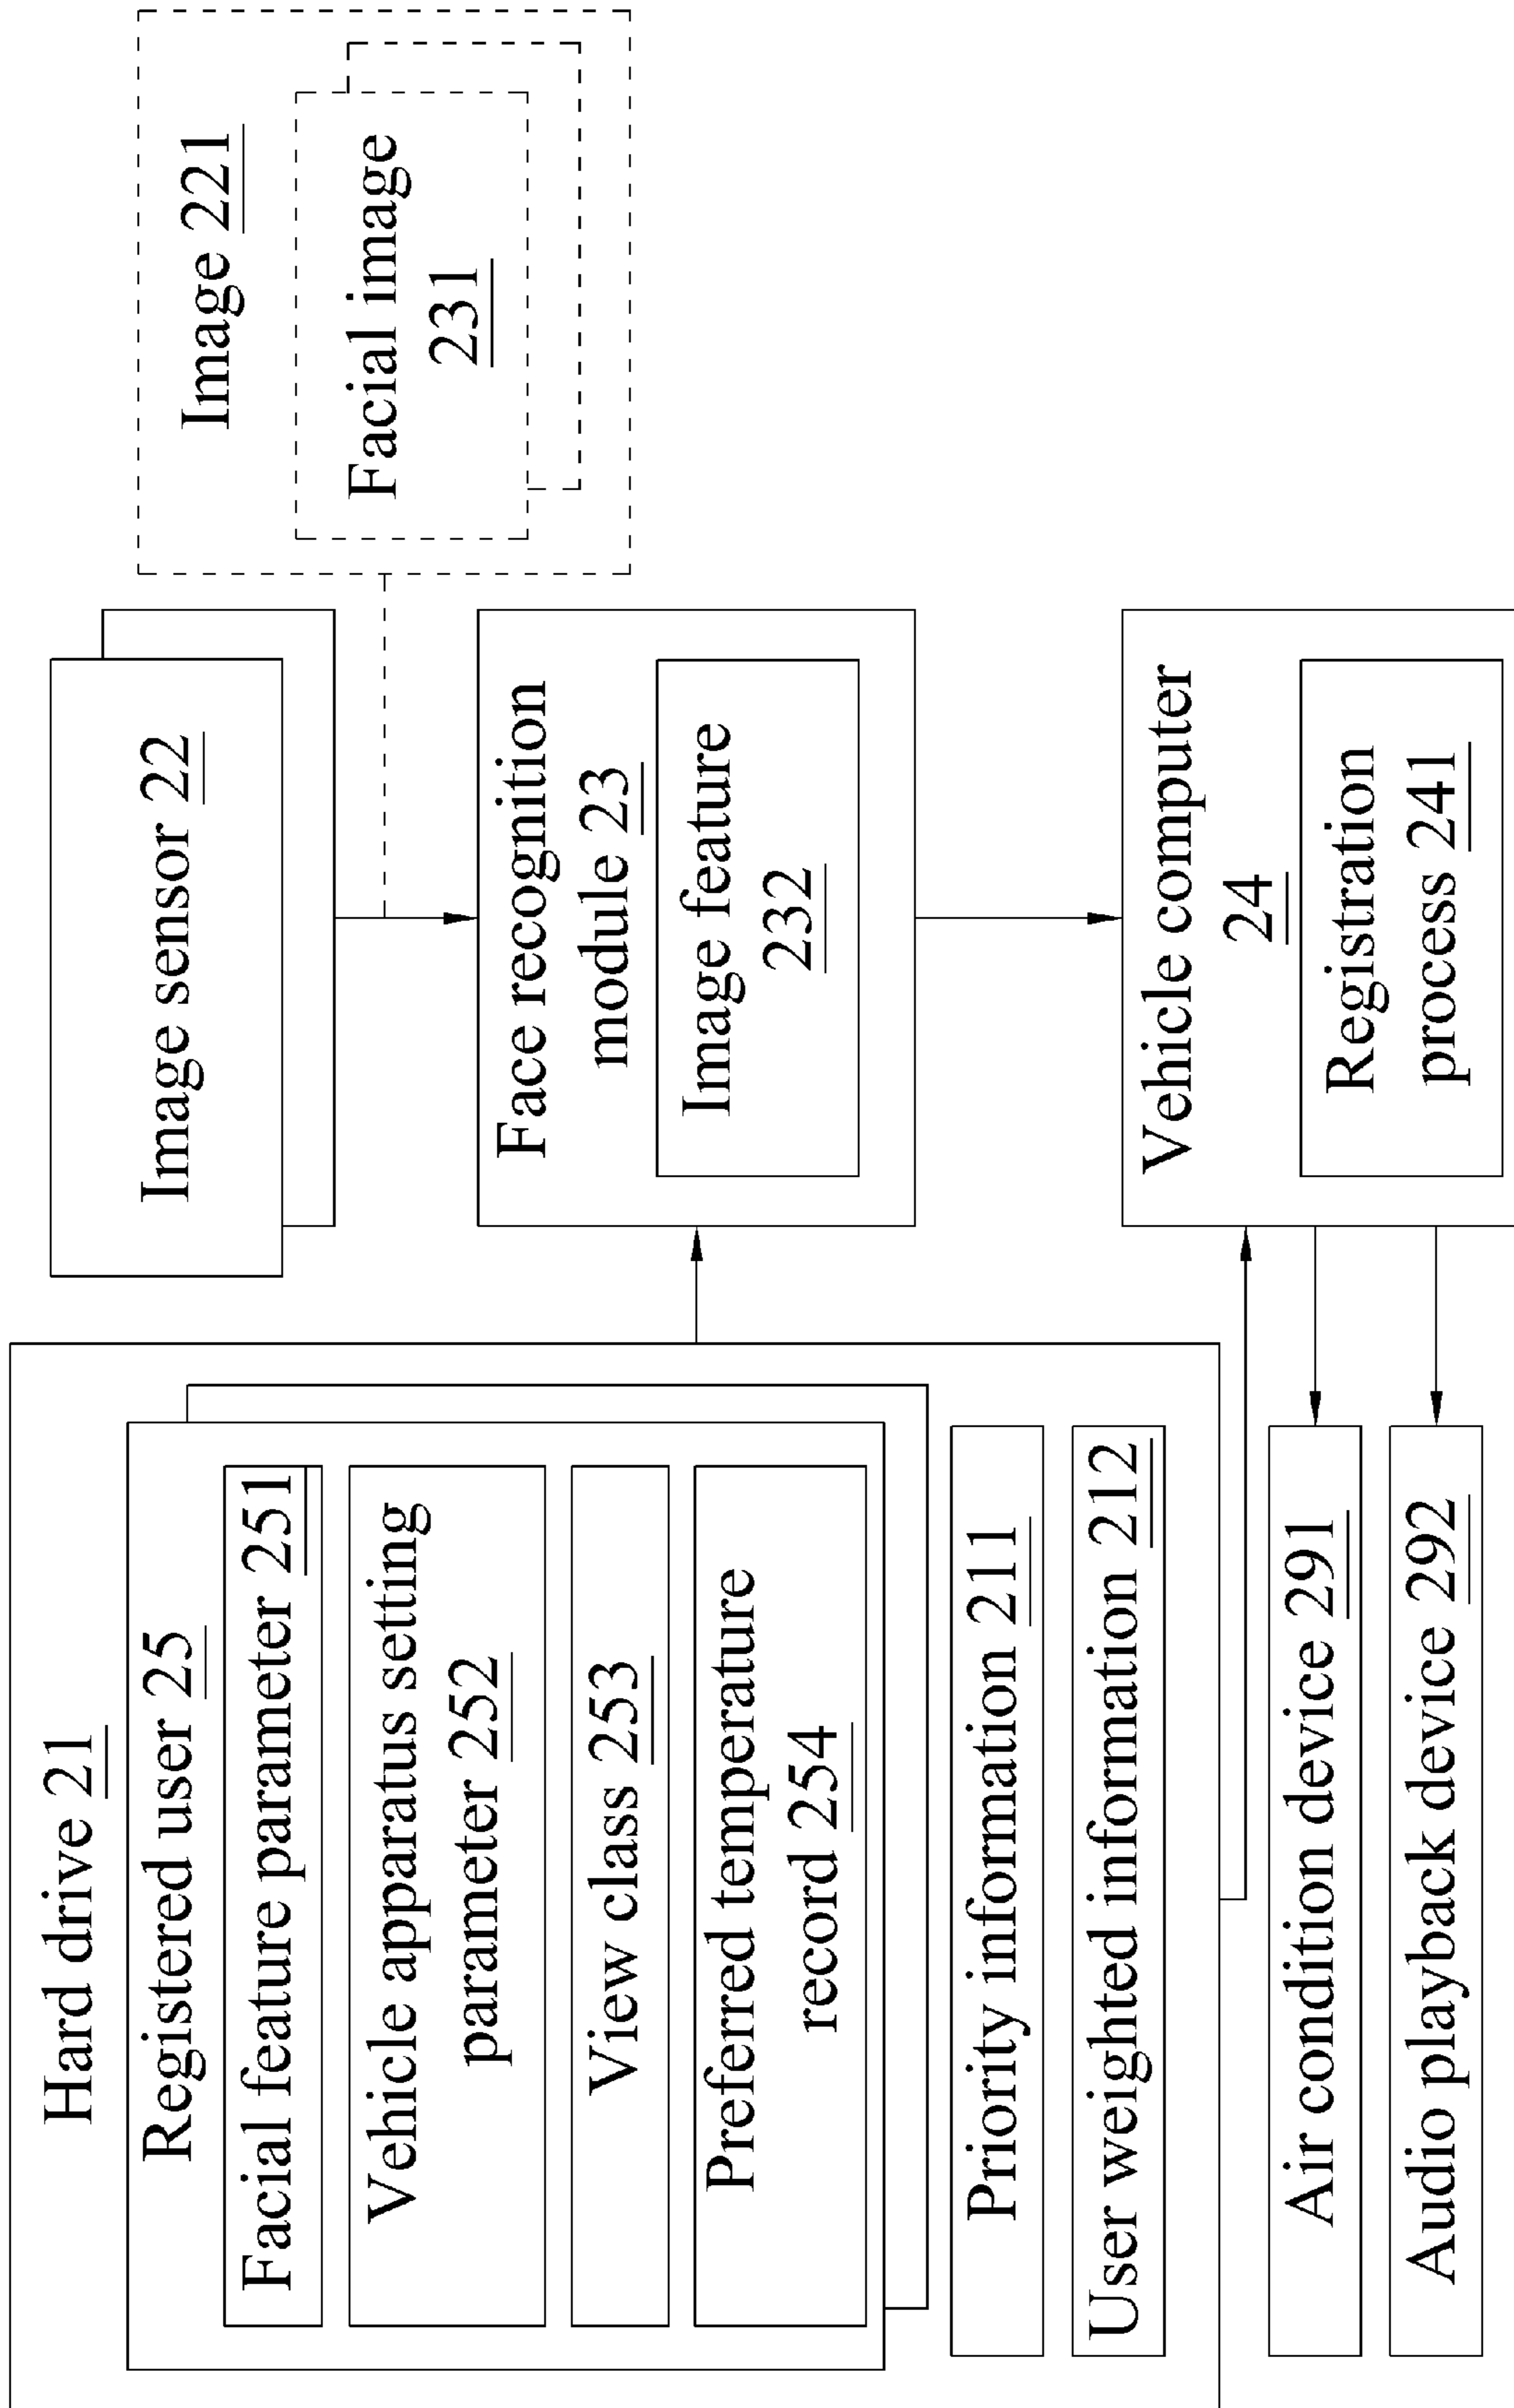 Hard drive 21
Registered user 25
Facial feature parameter 251
Vehicle apparatus setting
parameter 252
View class 253
Preferred temperature
record 254
Priority information 211
User weighted information 212
Air condition device 291
Audio playback device 292
Image sensor 22
Face recognition
module 23
Image feature
232
Vehicle computer
24
Registration
process 241
Image 221
Facial image
231